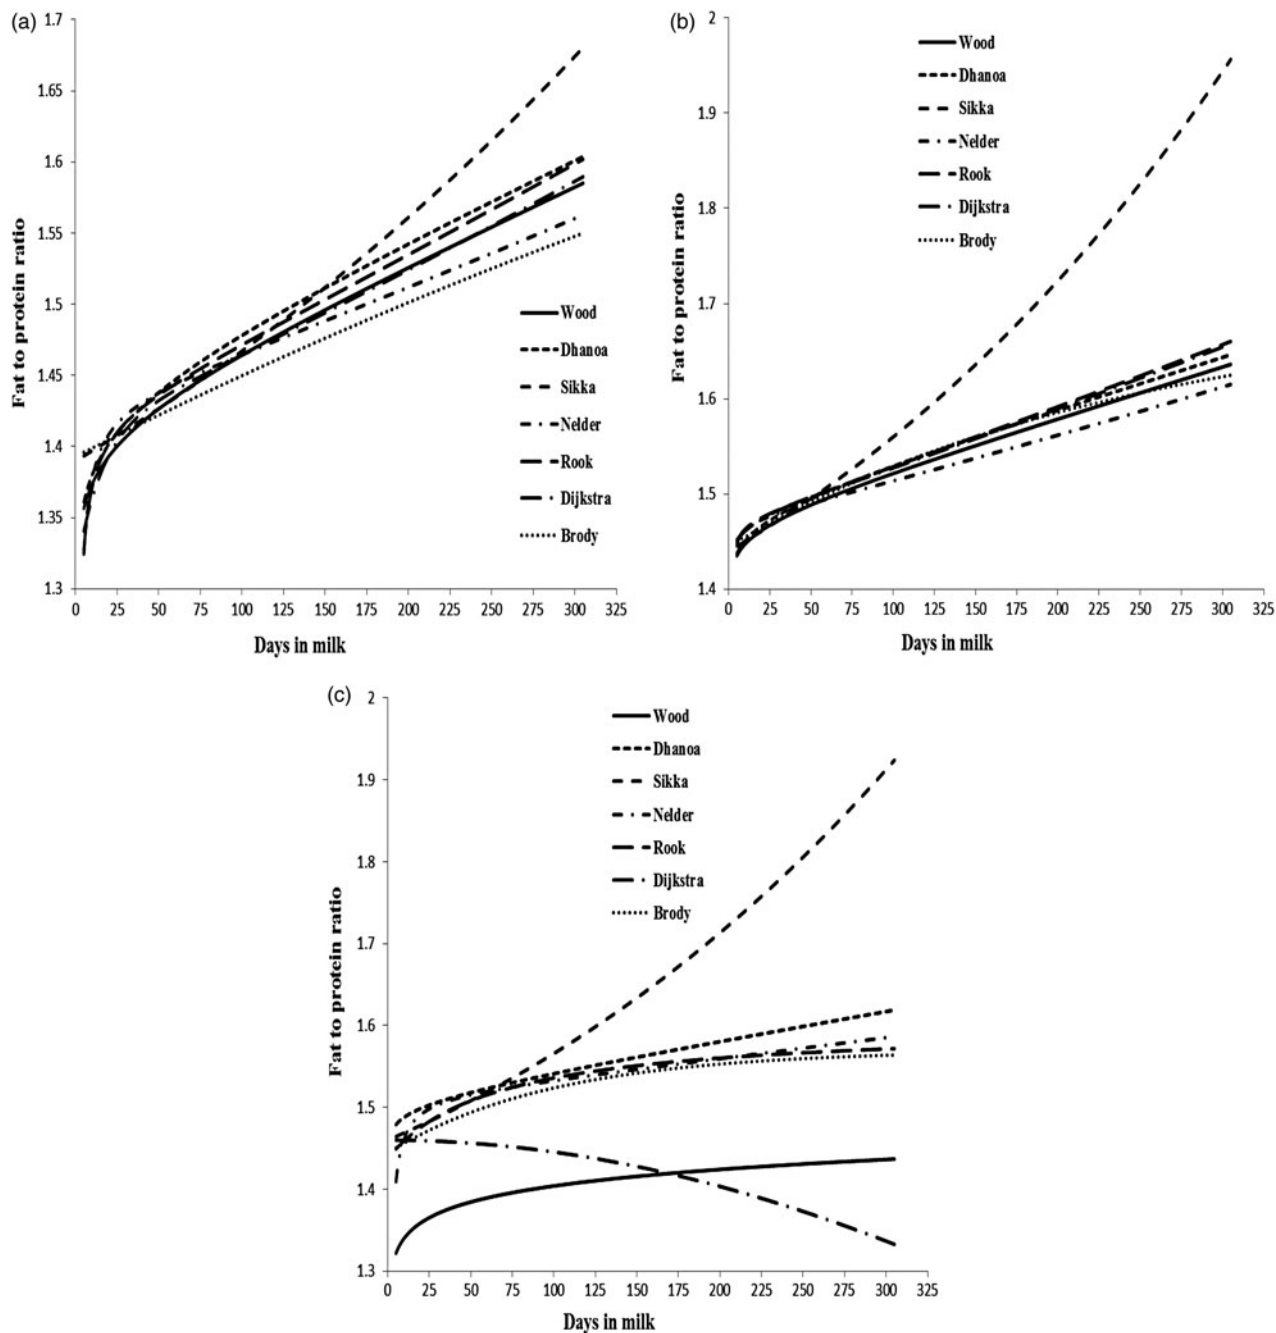 (a)
1.7
1.65
1.6
1.55
1.5
1.45
1.4
1.35
1.3
Fat to protein ratio
Wood
Dhanoa
Sikka
Nelder
Rook
Dijkstra
Brody
0 25 50 75 100 125 150 175 200 225 250 275 300 325
Days in milk
(b)
2
1.9
1.8
1.7
1.6
1.5
1.4
Fat to protein ratio
Wood
Dhanoa
Sikka
Nelder
Rook
Dijkstra
Brody
0 25 50 75 100 125 150 175 200 225 250 275 300 325
Days in milk
(c)
2
1.9
1.8
1.7
1.6
1.5
1.4
1.3
Fat to protein ratio
Wood
Dhanoa
Sikka
Nelder
Rook
Dijkstra
Brody
0 25 50 75 100 125 150 175 200 225 250 275 300 325
Days in milk